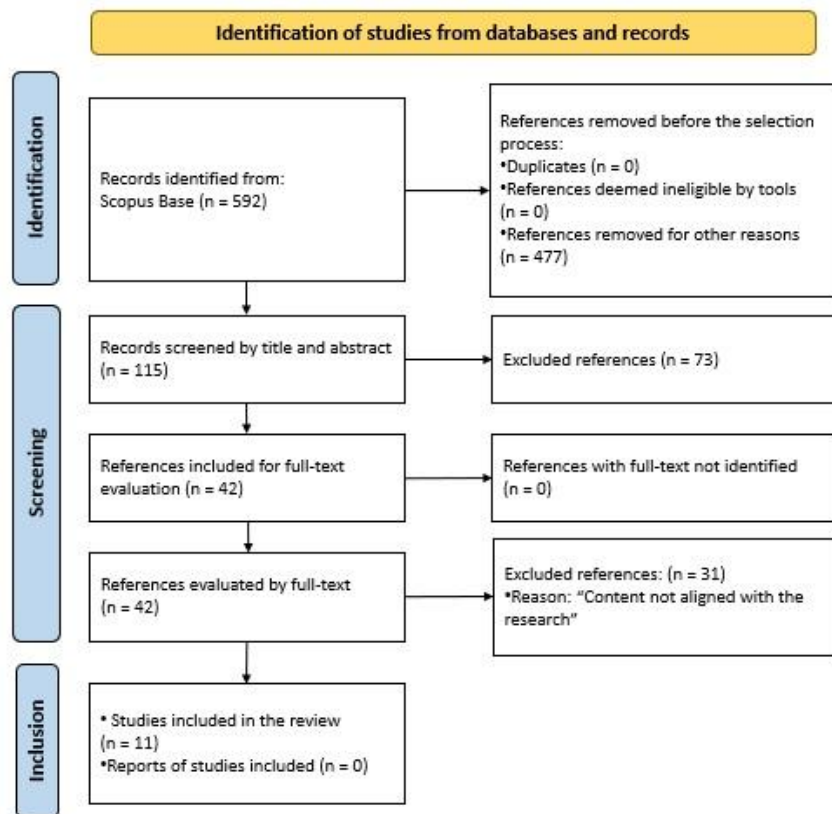 Identification of studies from databases and records
Identification
Records identified from:
Scopus Base (n = 592)
References removed before the selection
process:
•Duplicates (n = 0)
•References deemed ineligible by tools
(n = 0)
•References removed for other reasons
(n = 477)
Screening
Records screened by title and abstract
(n = 115)
Excluded references (n = 73)
References included for full-text
evaluation (n = 42)
References with full-text not identified
(n = 0)
References evaluated by full-text
(n = 42)
Excluded references: (n = 31)
•Reason: “Content not aligned with the
research”
Inclusion
• Studies included in the review
(n = 11)
•Reports of studies included (n = 0)